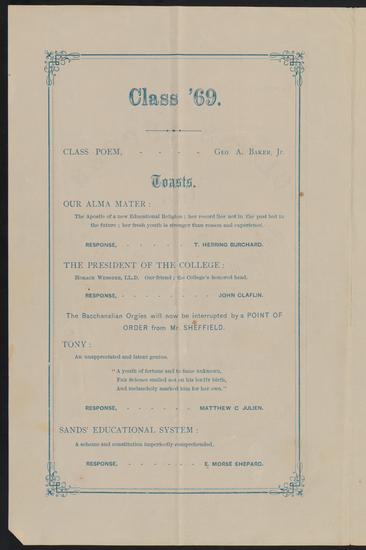 Class '69.
CLASS POEM, - - - - GEO A. BAKER, JR.
Toasts.
OUR ALMA MATER:
The Apostle of a new Educational Religion; her record lies not in the past but in
the future; her fresh youth is stronger than reason and experience.
RESPONSE, - - - - - - T. HERRING BURCHARD.
THE PRESIDENT OF THE COLLEGE:
HORACE WEBSTER, LL.D. Our friend; the College's honored head.
RESPONSE, - - - - - - - - JOHN CLAFLIN.
The Bacchanalian Orgies will now be interrupted by a POINT OF
ORDER from Mr. SHEFFIELD.
TONY:
An unappreciated and latent genius.
"A youth of fortune and to fame unknown,
Fair Science smiled not on his lowly birth,
And melancholy marked him for her own."
RESPONSE, - - - - - - MATTHEW C JULIEN.
SANDS' EDUCATIONAL SYSTEM:
A scheme and constitution imperfectly comprehended.
RESPONSE, - - - - - - E. MORSE SHEPARD.